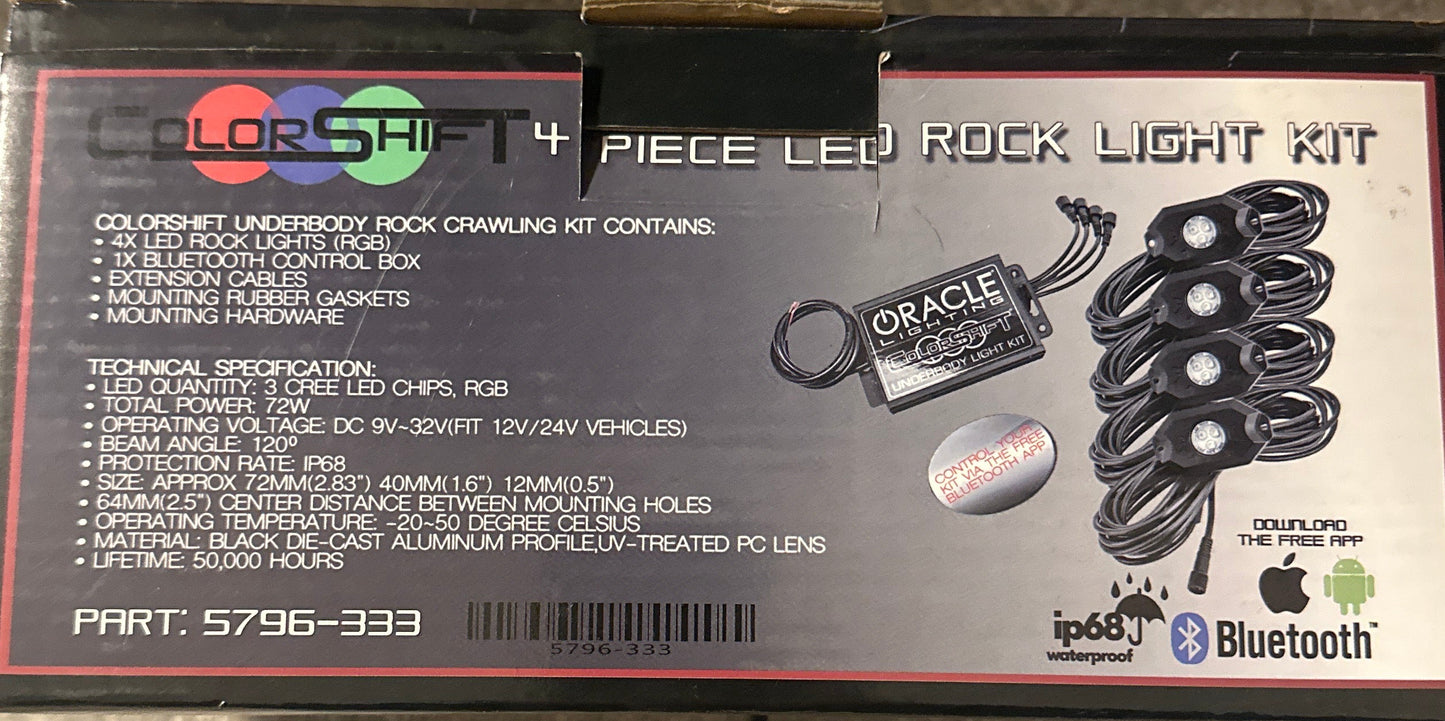 COLORSHIFT 4 PIECE LED ROCK LIGHT KIT
COLORSHIFT UNDERBODY ROCK CRAWLING KIT CONTAINS:
• 4X LED ROCK LIGHTS (RGB)
• 1X BLUETOOTH CONTROL BOX
• EXTENSION CABLES
• MOUNTING RUBBER GASKETS
• MOUNTING HARDWARE
ORACLE
LIGHTING
COLORSHIFT
UNDERBODY LIGHT KIT
TECHNICAL SPECIFICATION:
• LED QUANTITY: 3 CREE LED CHIPS, RGB
• TOTAL POWER: 72W
• OPERATING VOLTAGE: DC 9V~32V(FIT 12V/24V VEHICLES)
• BEAM ANGLE: 120º
• PROTECTION RATE: IP68
• SIZE: APPROX 72MM(2.83") 40MM(1.6") 12MM(0.5")
• 64MM(2.5") CENTER DISTANCE BETWEEN MOUNTING HOLES
• OPERATING TEMPERATURE: -20~50 DEGREE CELSIUS
• MATERIAL: BLACK DIE-CAST ALUMINUM PROFILE,UV-TREATED PC LENS
• LIFETIME: 50,000 HOURS
CONTROL YOUR
KIT VIA THE FREE
BLUETOOTH APP
DOWNLOAD
THE FREE APP
PART: 5796-333
5796-333
ip68
waterproof
Bluetooth™